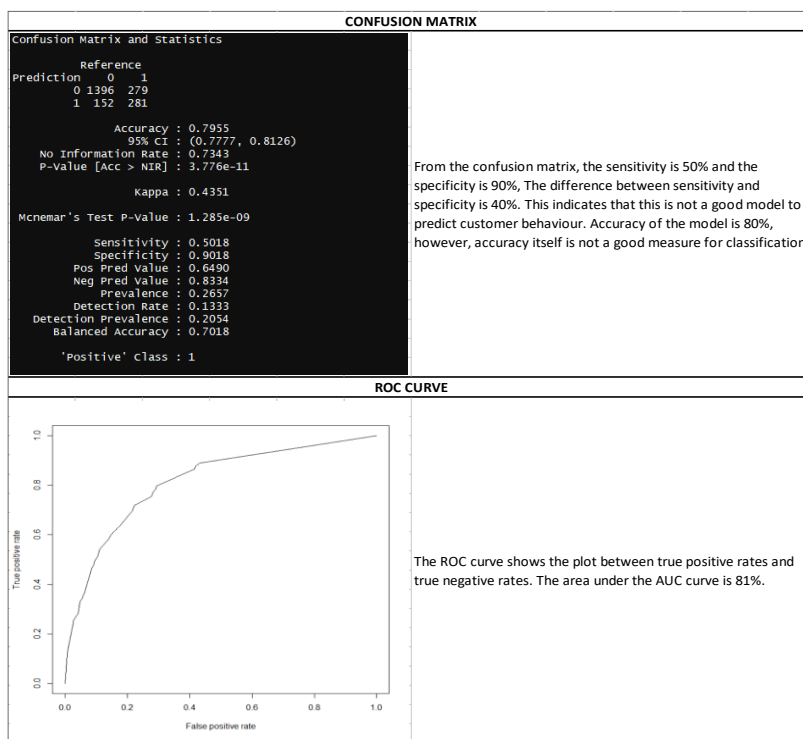 CONFUSION MATRIX
Confusion Matrix and Statistics
Reference
Prediction 0 1
0 1396 279
1 152 281
Accuracy : 0.7955
95% CI : (0.7777, 0.8126)
No Information Rate : 0.7343
P-Value [Acc > NIR] : 3.776e-11
Kappa : 0.4351
Mcnemar's Test P-Value : 1.285e-09
Sensitivity : 0.5018
Specificity : 0.9018
Pos Pred Value : 0.6490
Neg Pred Value : 0.8334
Prevalence : 0.2657
Detection Rate : 0.1333
Detection Prevalence : 0.2054
Balanced Accuracy : 0.7018
'Positive' Class : 1
From the confusion matrix, the sensitivity is 50% and the
specificity is 90%, The difference between sensitivity and
specificity is 40%. This indicates that this is not a good model to
predict customer behaviour. Accuracy of the model is 80%,
however, accuracy itself is not a good measure for classification
ROC CURVE
True positive rate
1.0
0.8
0.6
0.4
0.2
0.0
0.0 0.2 0.4 0.6 0.8 1.0
False positive rate
The ROC curve shows the plot between true positive rates and
true negative rates. The area under the AUC curve is 81%.